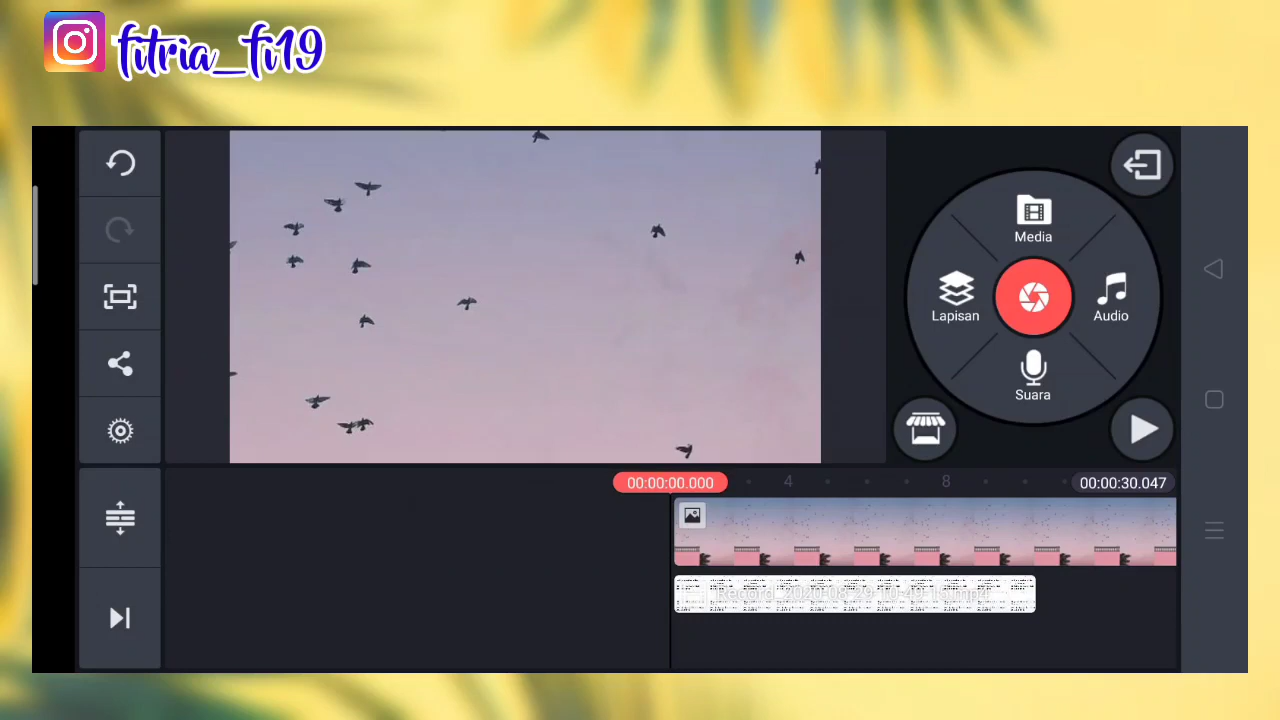 fitria_fi19
Media
Lapisan
Audio
Suara
00:00:00.000
4
8
00:00:30.047